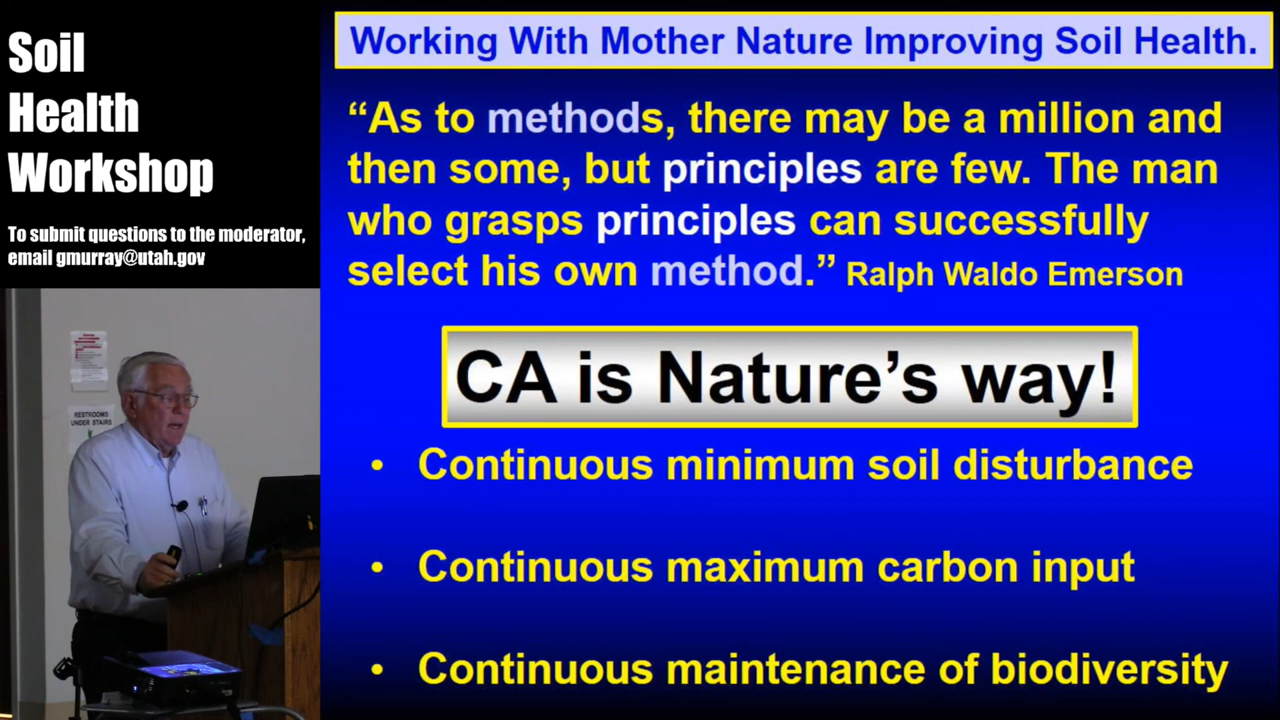 Soil
Health
Workshop
To submit questions to the moderator,
email gmurray@utah.gov
RESTROOMS
UNDER STAIRS
Working With Mother Nature Improving Soil Health.
“As to methods, there may be a million and
then some, but principles are few. The man
who grasps principles can successfully
select his own method.” Ralph Waldo Emerson
CA is Nature’s way!
• Continuous minimum soil disturbance
• Continuous maximum carbon input
• Continuous maintenance of biodiversity